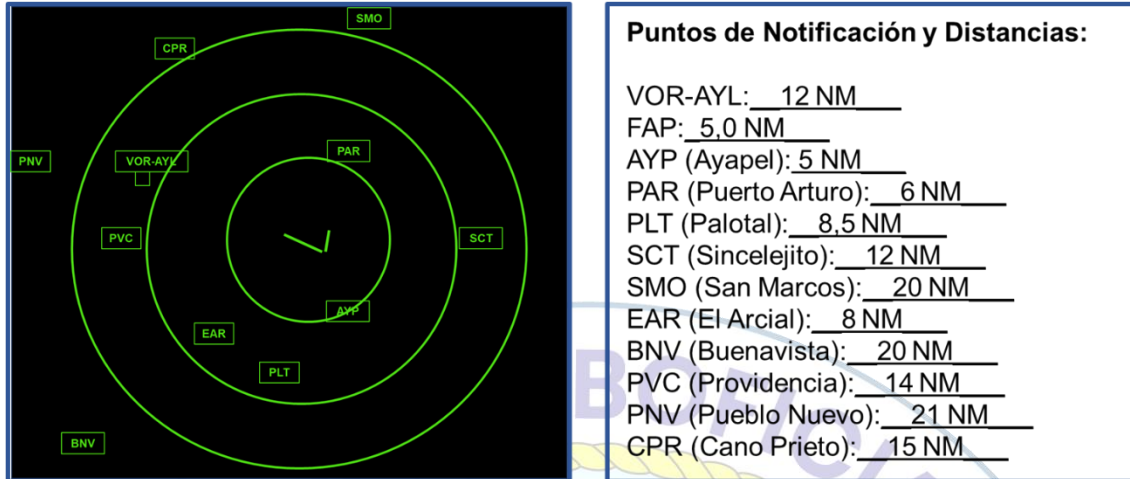 SMO
CPR
PAR
PNV
VOR-AYL
PVC
SCT
AYP
EAR
PLT
BNV
Puntos de Notificación y Distancias:
VOR-AYL: 12 NM
FAP: 5,0 NM
AYP (Ayapel): 5 NM
PAR (Puerto Arturo): 6 NM
PLT (Palotal): 8,5 NM
SCT (Sincelejito): 12 NM
SMO (San Marcos): 20 NM
EAR (El Arcial): 8 NM
BNV (Buenavista): 20 NM
PVC (Providencia): 14 NM
PNV (Pueblo Nuevo): 21 NM
CPR (Cano Prieto): 15 NM